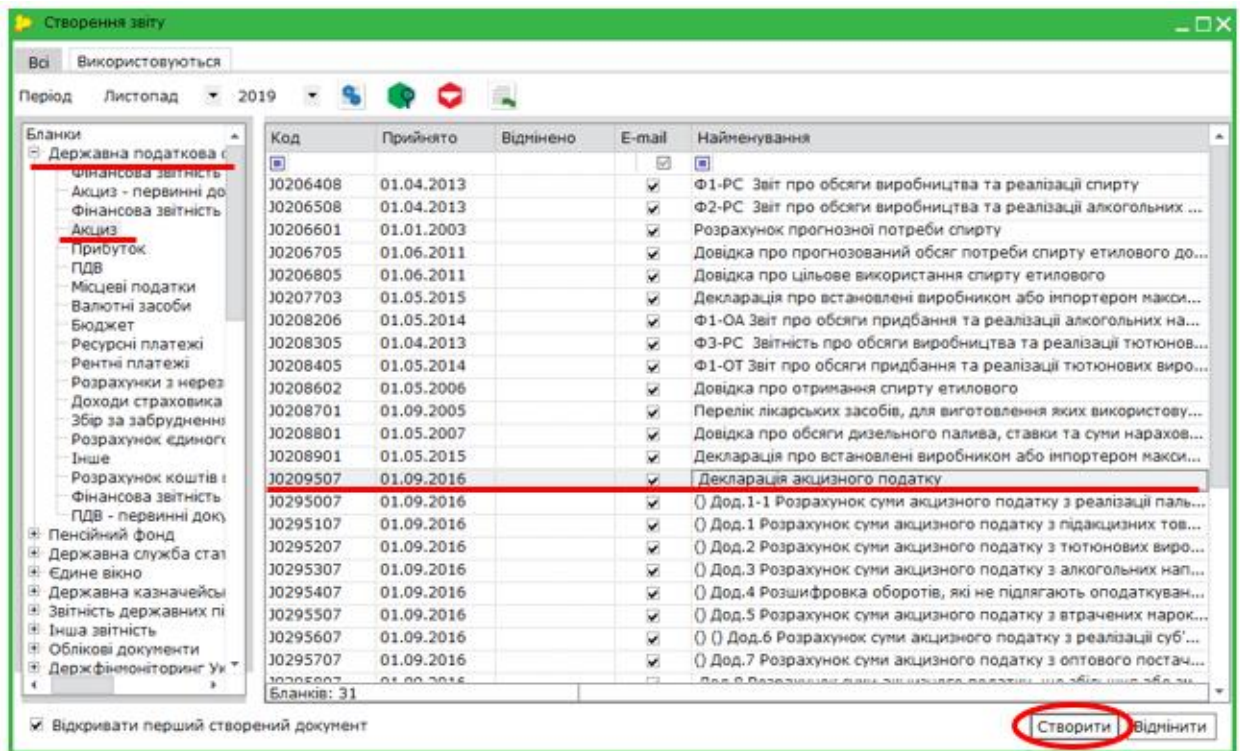 Створення звіту
Всі Використовуються
Період Листопад 2019
Бланки
Державна податкова с
Фінансова звітність
Акциз - первинні до
Фінансова звітність
Акциз
Прибуток
ПДВ
Місцеві податки
Валютні засоби
Бюджет
Ресурсні платежі
Рентні платежі
Розрахунки з нерез
Доходи страховика
Збір за забруднення
Розрахунок єдиного
Інше
Розрахунок коштів
Фінансова звітність
ПДВ - первинні доку
Пенсійний фонд
Державна служба стат
Єдине вікно
Державна казначейсь
Звітність державних пі
Інша звітність
Облікові документи
Держфінмоніторинг Ук
Код Прийнято Відмінено E-mail Найменування
J0206408 01.04.2013 Ф1-РС Звіт про обсяги виробництва та реалізації спирту
J0206508 01.04.2013 Ф2-РС Звіт про обсяги виробництва та реалізації алкогольних ...
J0206601 01.01.2003 Розрахунок прогнозної потреби спирту
J0206705 01.06.2011 Довідка про прогнозований обсяг потреби спирту етилового до...
J0206805 01.06.2011 Довідка про цільове використання спирту етилового
J0207703 01.05.2015 Декларація про встановлені виробником або імпортером макси...
J0208206 01.05.2014 Ф1-ОА Звіт про обсяги придбання та реалізації алкогольних на...
J0208305 01.04.2013 Ф3-РС Звітність про обсяги виробництва та реалізації тютюнов...
J0208405 01.05.2014 Ф1-ОТ Звіт про обсяги придбання та реалізації тютюнових виро...
J0208602 01.05.2006 Довідка про отримання спирту етилового
J0208701 01.09.2005 Перелік лікарських засобів, для виготовлення яких використову...
J0208801 01.05.2007 Довідка про обсяги дизельного палива, ставки та суми нарахов...
J0208901 01.05.2015 Декларація про встановлені виробником або імпортером макси...
J0209507 01.09.2016 Декларація акцизного податку
J0295007 01.09.2016 () Дод.1-1 Розрахунок суми акцизного податку з реалізації паль...
J0295107 01.09.2016 () Дод.1 Розрахунок суми акцизного податку з підакцизних тов...
J0295207 01.09.2016 () Дод.2 Розрахунок суми акцизного податку з тютюнових виро...
J0295307 01.09.2016 () Дод.3 Розрахунок суми акцизного податку з алкогольних нап...
J0295407 01.09.2016 () Дод.4 Розшифровка оборотів, які не підлягають оподаткуван...
J0295507 01.09.2016 () Дод.5 Розрахунок суми акцизного податку з втрачених марок...
J0295607 01.09.2016 () () Дод.6 Розрахунок суми акцизного податку з реалізації суб'...
J0295707 01.09.2016 () Дод.7 Розрахунок суми акцизного податку з оптового постач...
Бланків: 31
Відкривати перший створений документ
Створити Відмінити